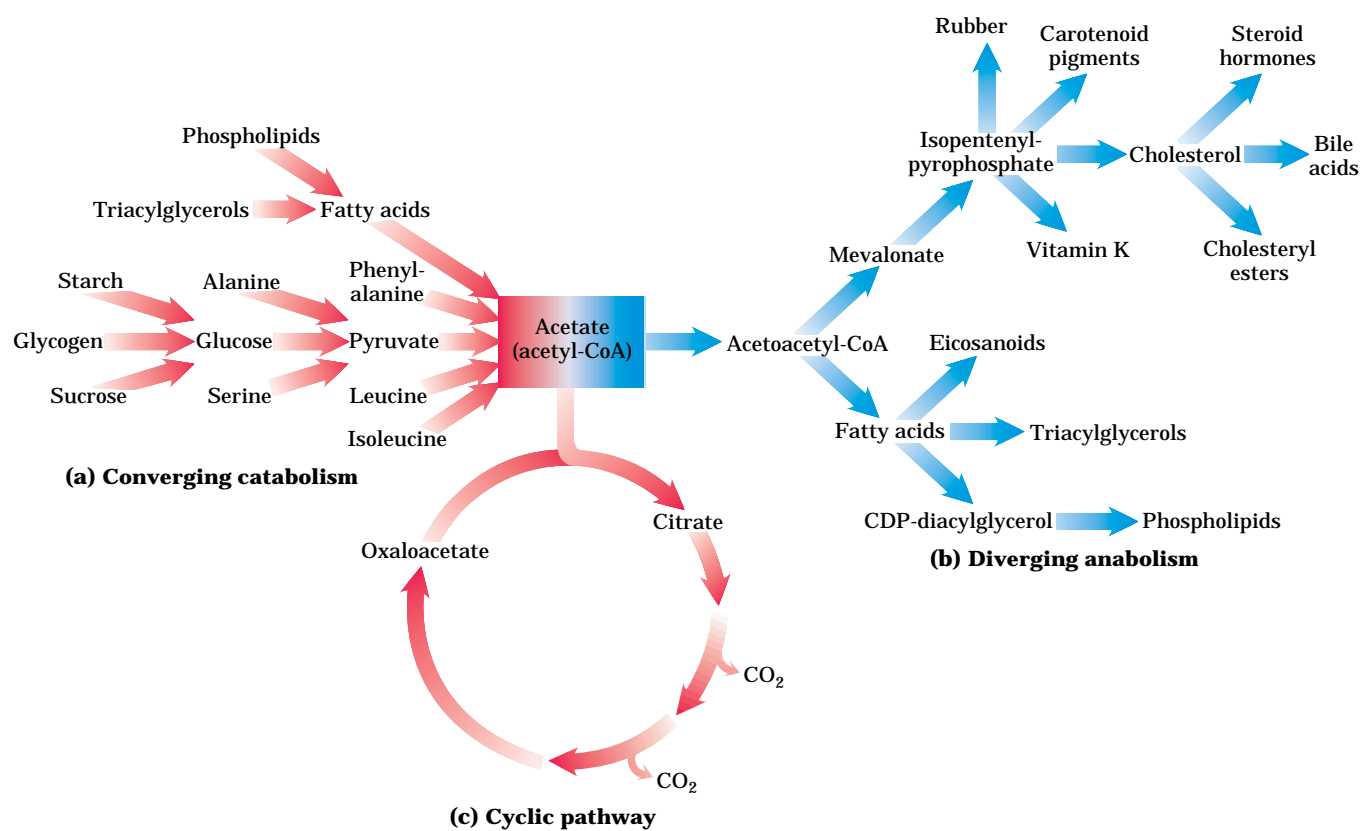 Rubber
Carotenoid
pigments
Steroid
hormones
Phospholipids
Isopentenyl-
pyrophosphate
Cholesterol
Bile
acids
Triacylglycerols
Fatty acids
Mevalonate
Vitamin K
Cholesteryl
esters
Starch
Alanine
Phenyl-
alanine
Glycogen
Glucose
Pyruvate
Acetate
(acetyl-CoA)
Acetoacetyl-CoA
Eicosanoids
Sucrose
Serine
Leucine
Isoleucine
Fatty acids
Triacylglycerols
(a) Converging catabolism
CDP-diacylglycerol
Phospholipids
(b) Diverging anabolism
Citrate
Oxaloacetate
CO2
CO2
(c) Cyclic pathway